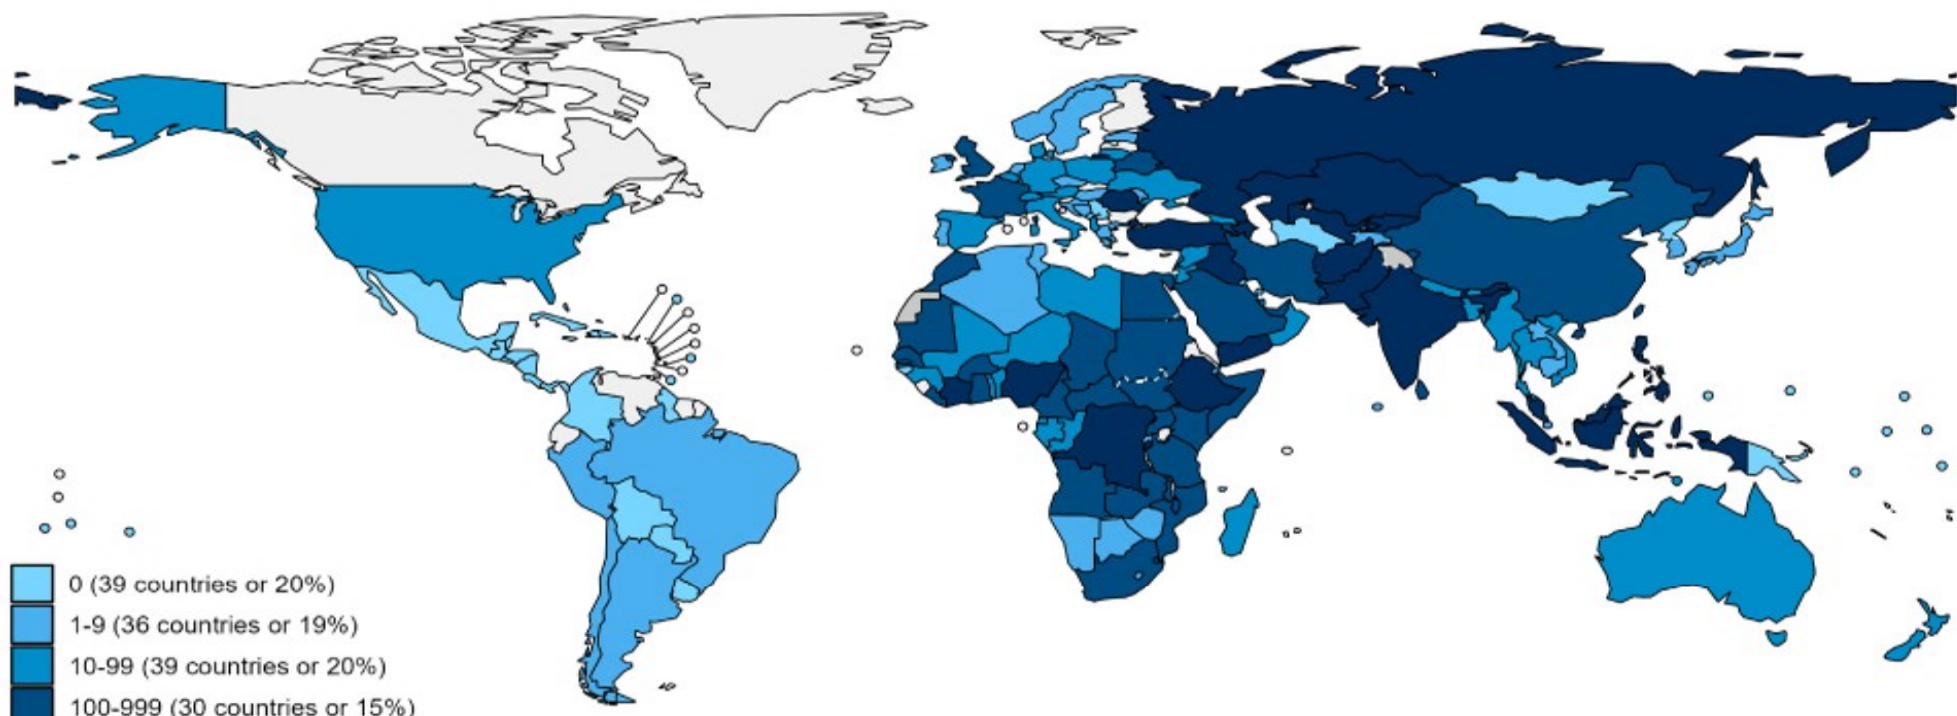 0 (39 countries or 20%)
1-9 (36 countries or 19%)
10-99 (39 countries or 20%)
100-999 (30 countries or 15%)